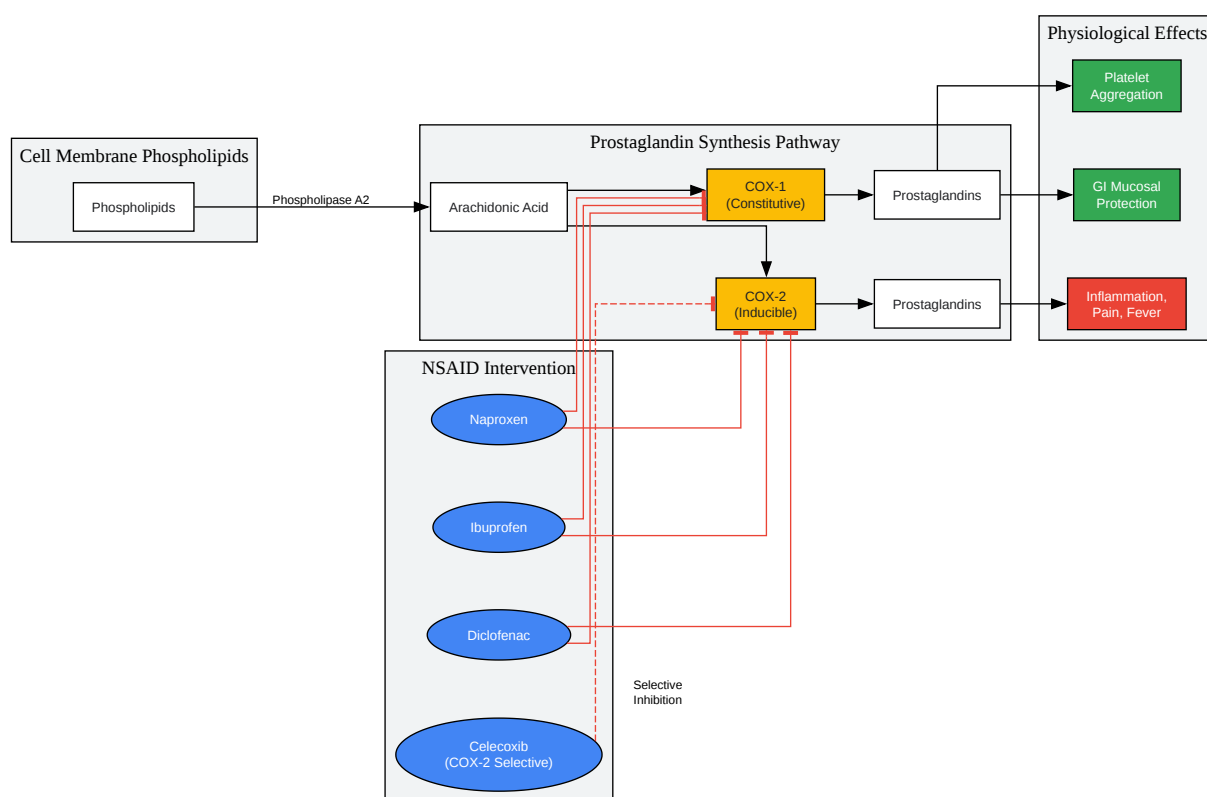 Physiological Effects
Platelet
Aggregation
Cell Membrane Phospholipids
Prostaglandin Synthesis Pathway
Phospholipids
Phospholipase A2
Arachidonic Acid
COX-1
(Constitutive)
Prostaglandins
GI Mucosal
Protection
COX-2
(Inducible)
Prostaglandins
Inflammation,
Pain, Fever
NSAID Intervention
Naproxen
Ibuprofen
Diclofenac
Selective
Inhibition
Celecoxib
(COX-2 Selective)